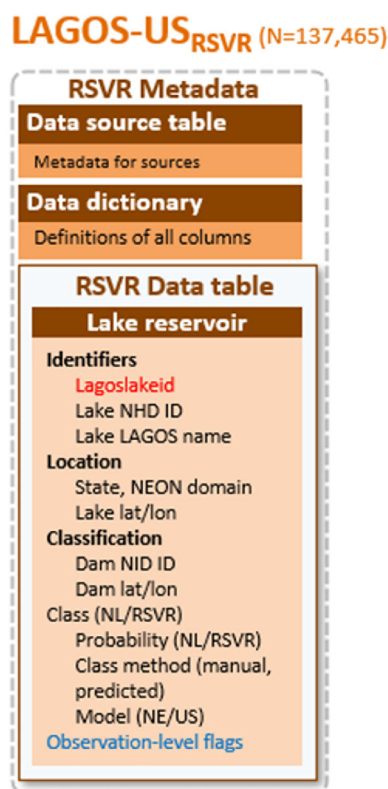 LAGOS-US RSVR (N=137,465)
RSVR Metadata
Data source table
Metadata for sources
Data dictionary
Definitions of all columns
RSVR Data table
Lake reservoir
Identifiers
Lagoslakeid
Lake NHD ID
Lake LAGOS name
Location
State, NEON domain
Lake lat/lon
Classification
Dam NID ID
Dam lat/lon
Class (NL/RSVR)
Probability (NL/RSVR)
Class method (manual,
predicted)
Model (NE/US)
Observation-level flags